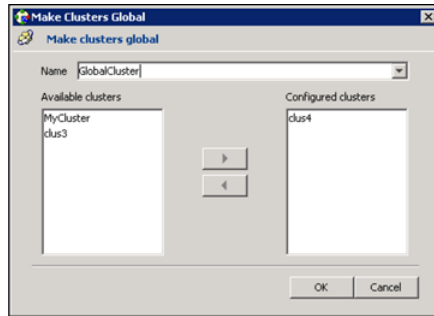 Make Clusters Global
Make clusters global
Name GlobalCluster
Available clusters
MyCluster
clus3
Configured clusters
clus4
OK Cancel